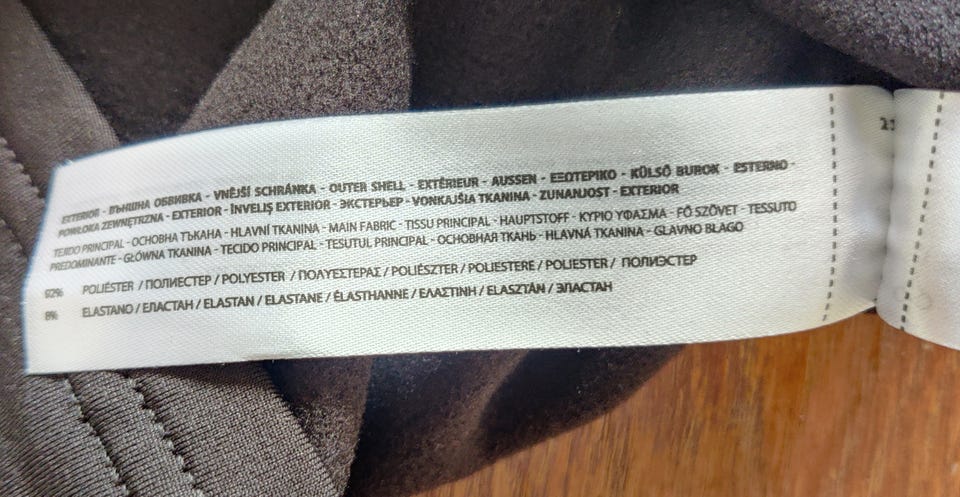 EXTERIOR - ВЪНШНА ОБВИВКА - VNĚJŠÍ SCHRÁNKA - OUTER SHELL - EXTÉRIEUR - AUSSEN - ΕΞΩΤΕΡΙΚΟ - KÜLSŐ BUROK - ESTERNO -
POWŁOKA ZEWNĘTRZNA - EXTERIOR - ÎNVELIȘ EXTERIOR - ЭКСТЕРЬЕР - VONKAJŠIA TKANINA - ZUNANJOST - EXTERIOR
TEJIDO PRINCIPAL - ОСНОВНА ТЪКАНА - HLAVNÍ TKANINA - MAIN FABRIC - TISSU PRINCIPAL - HAUPTSTOFF - ΚΥΡΙΟ ΥΦΑΣΜΑ - FŐ SZÖVET - TESSUTO
PREDOMINANTE - GŁÓWNA TKANINA - TECIDO PRINCIPAL - ȚESUTUL PRINCIPAL - ОСНОВНАЯ ТКАНЬ - HLAVNÁ TKANINA - GLAVNO BLAGO
92% POLIÉSTER / ПОЛИЕСТЕР / POLYESTER / ΠΟΛΥΕΣΤΕΡΑΣ / POLIÉSZTER / POLIESTERE / POLIESTER / ПОЛИЭСТЕР
8% ELASTANO / ЕЛАСТАН / ELASTAN / ELASTANE / ÉLASTHANNE / ΕΛΑΣΤΙΝΗ / ELASZTÁN / ЭЛАСТАН